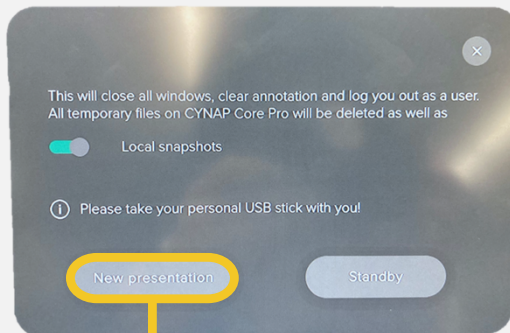 This will close all windows, clear annotation and log you out as a user.
All temporary files on CYNAP Core Pro will be deleted as well as
Local snapshots
Please take your personal USB stick with you!
New presentation
Standby